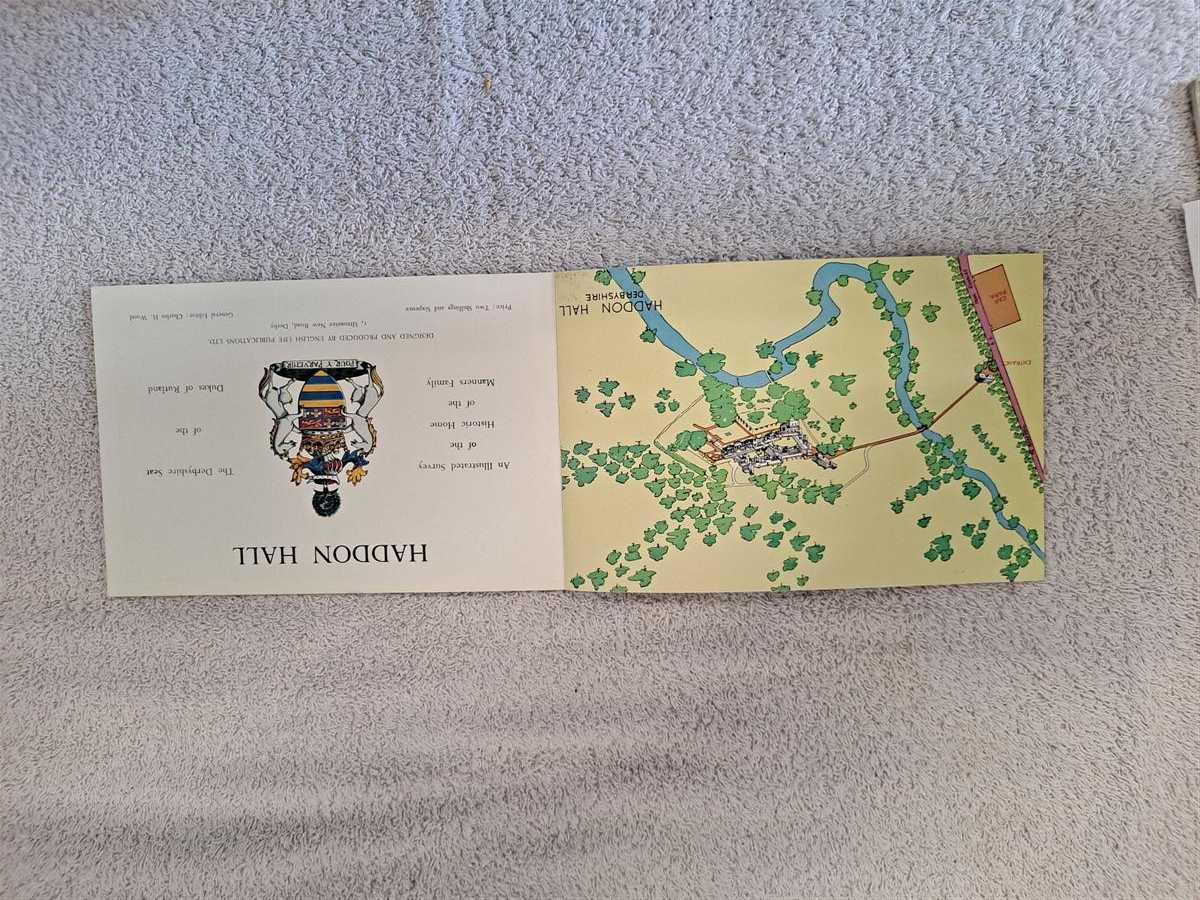 ENTRANCE
CAR
PARK
HADDON HALL
DERBYSHIRE
HADDON HALL
An Illustrated Survey
of the
Historic Home
of the
Manners Family
The Derbyshire Seat
of the
Dukes of Rutland
POUR Y PARVENIR
DESIGNED AND PRODUCED BY ENGLISH LIFE PUBLICATIONS LTD.
1, Uttoxeter New Road, Derby
Price: Two Shillings and Sixpence
General Editor: Charles H. Wood